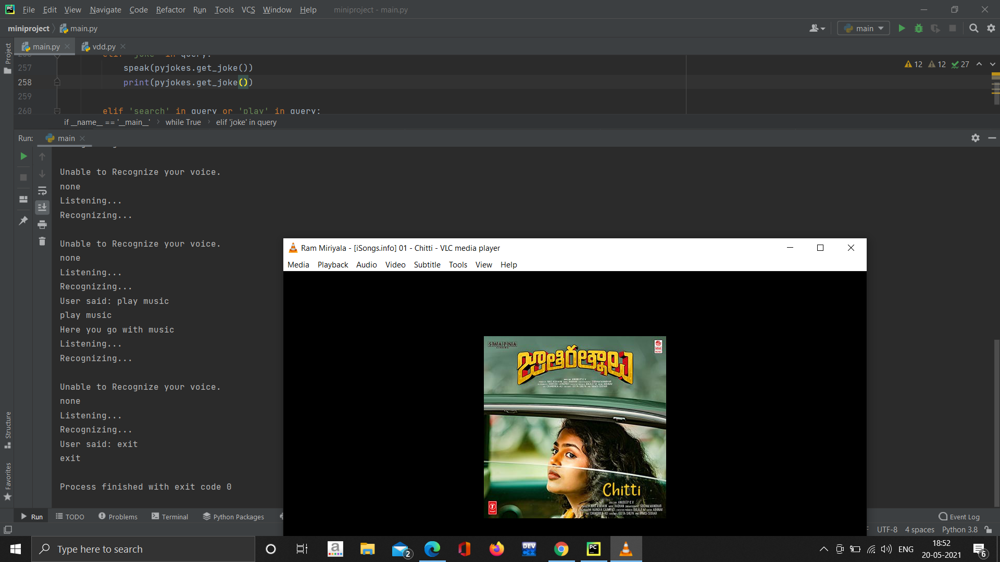 File Edit View Navigate Code Refactor Run Tools VCS Window Help miniproject - main.py
miniproject main.py
main
main.py vdd.py
Project
257 speak(pyjokes.get_joke())
258 print(pyjokes.get_joke())
259
260 elif 'search' in query or 'play' in query:
12 12 27
if __name__ == '__main__' while True elif 'joke' in query
Run: main
Unable to Recognize your voice.
none
Listening...
Recognizing...
Unable to Recognize your voice.
none
Listening...
Recognizing...
User said: play music
play music
Here you go with music
Listening...
Recognizing...
Unable to Recognize your voice.
none
Listening...
Recognizing...
User said: exit
exit
Process finished with exit code 0
Structure
Favorites
Ram Miriyala - [iSongs.info] 01 - Chitti - VLC media player
Media Playback Audio Video Subtitle Tools View Help
SWAPNA
CINEMA
జాతిరత్నాలు
Chitti
Run TODO Problems Terminal Python Packages
Event Log
UTF-8 4 spaces Python 3.8
Type here to search
2
DEV
C++
PC
ENG
18:52
20-05-2021
6